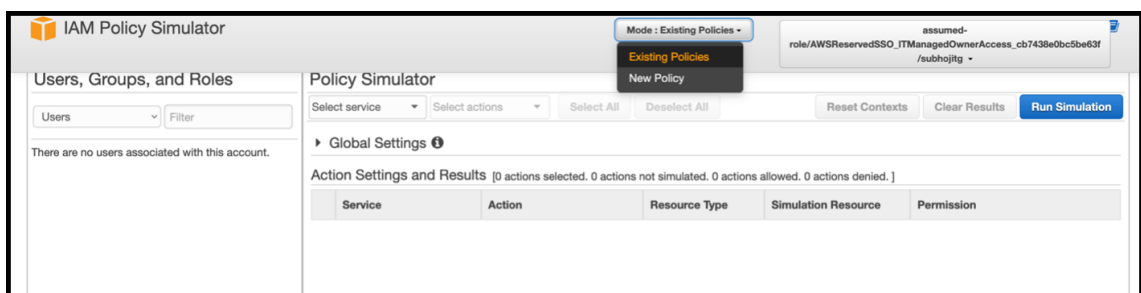 IAM Policy Simulator
Mode : Existing Policies
Existing Policies
New Policy
assumed-
role/AWSReservedSSO_ITManagedOwnerAccess_cb7438e0bc5be63f
/subhojitg
Users, Groups, and Roles
Policy Simulator
Users
Filter
Select service
Select actions
Select All
Deselect All
Reset Contexts
Clear Results
Run Simulation
There are no users associated with this account.
Global Settings
Action Settings and Results [0 actions selected. 0 actions not simulated. 0 actions allowed. 0 actions denied. ]
Service Action Resource Type Simulation Resource Permission